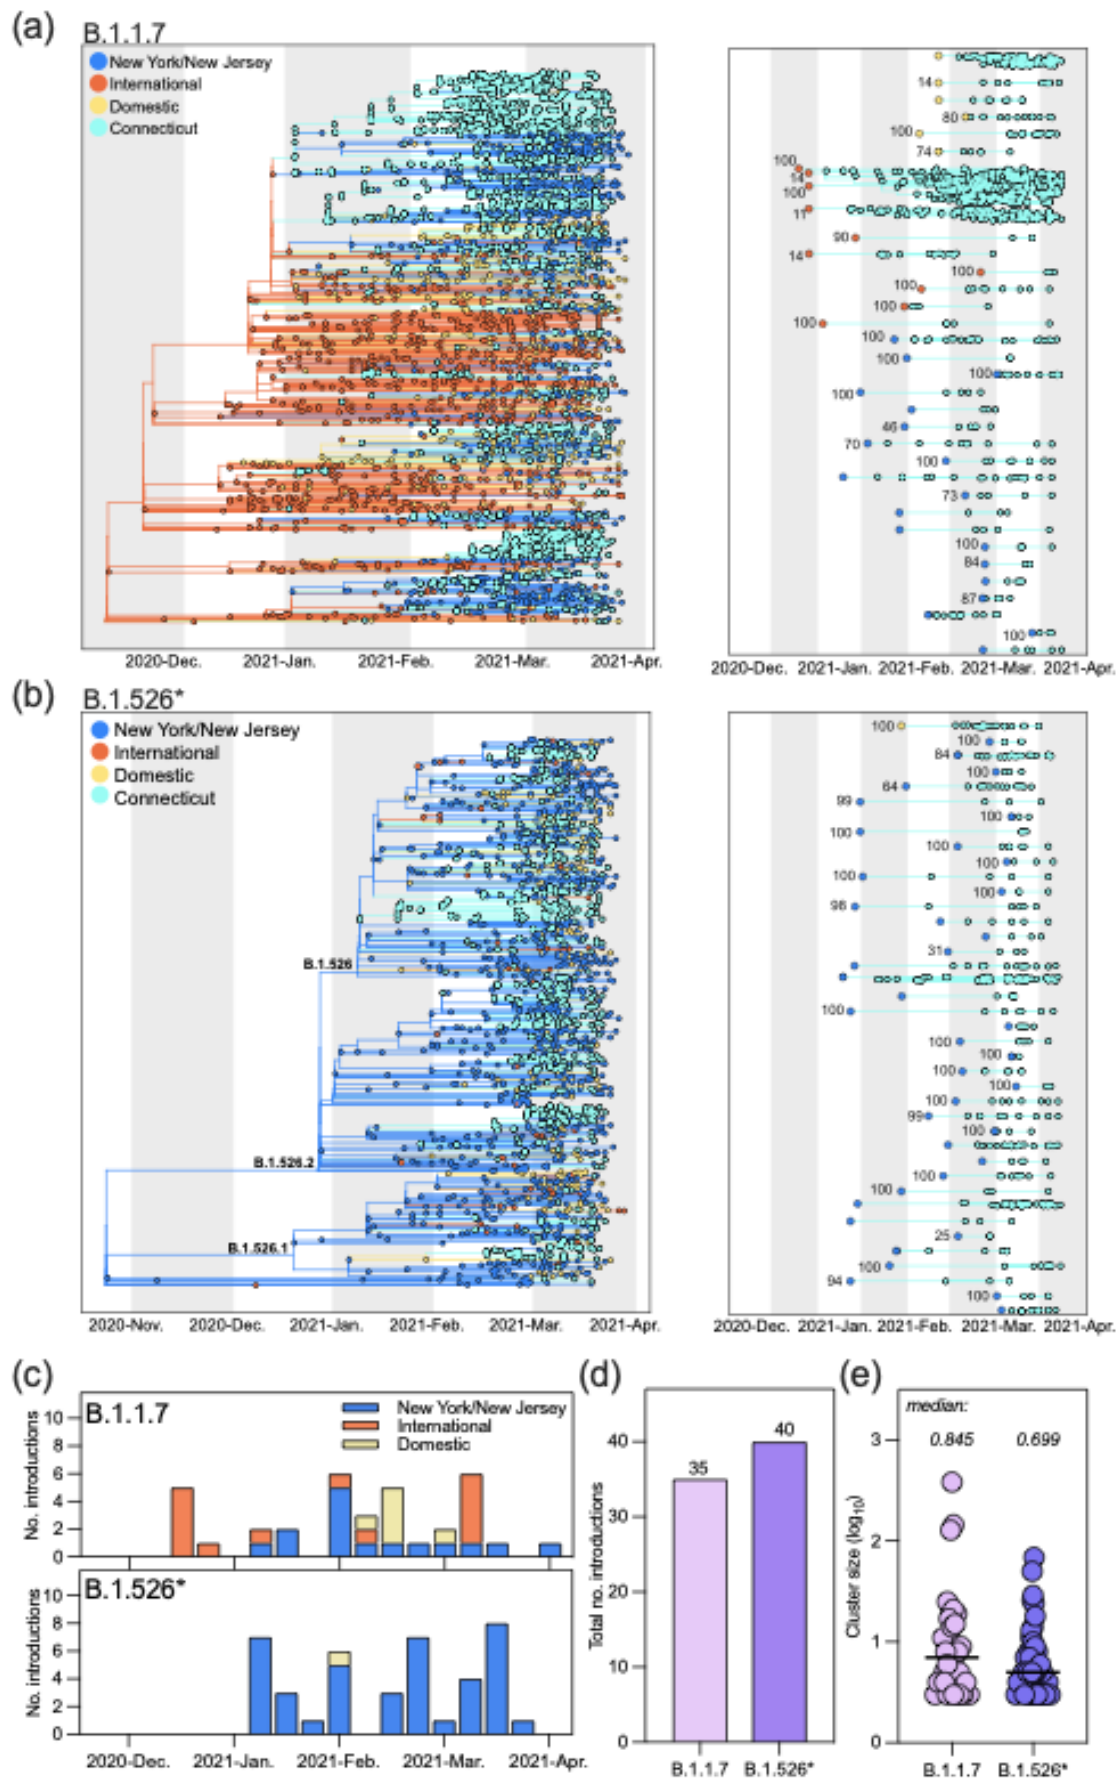 (a)
B.1.1.7
New York/New Jersey
International
Domestic
Connecticut
14
80
100
74
100
14
100
11
90
14
100
100
100
100
100
100
100
100
46
70
100
73
100
84
87
100
2020-Dec. 2021-Jan. 2021-Feb. 2021-Mar. 2021-Apr.
2020-Dec. 2021-Jan. 2021-Feb. 2021-Mar. 2021-Apr.
(b)
B.1.526*
New York/New Jersey
International
Domestic
Connecticut
B.1.526
B.1.526.2
B.1.526.1
100
100
84
100
64
99
100
100
100
100
100
100
98
31
100
100
100
100
100
100
99
100
100
100
25
100
94
100
2020-Nov. 2020-Dec. 2021-Jan. 2021-Feb. 2021-Mar. 2021-Apr.
2020-Dec. 2021-Jan. 2021-Feb. 2021-Mar. 2021-Apr.
(c)
B.1.1.7
New York/New Jersey
International
Domestic
No. introductions
10
8
6
4
2
0
B.1.526*
No. introductions
10
8
6
4
2
0
2020-Dec. 2021-Jan. 2021-Feb. 2021-Mar. 2021-Apr.
(d)
Total no. introductions
40
30
20
10
0
35
40
B.1.1.7 B.1.526*
(e)
median:
0.845 0.699
Cluster size (log10)
3
2
1
0
B.1.1.7 B.1.526*